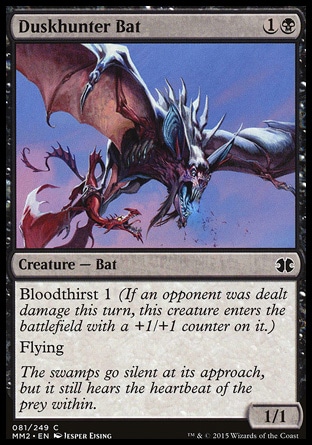 Duskhunter Bat 1
Creature — Bat
Bloodthirst 1 (If an opponent was dealt
damage this turn, this creature enters the
battlefield with a +1/+1 counter on it.)
Flying
The swamps go silent at its approach,
but it still hears the heartbeat of the
prey within.
1/1
081/249 C
MM2 • EN Jesper Ejsing
™ & © 2015 Wizards of the Coast